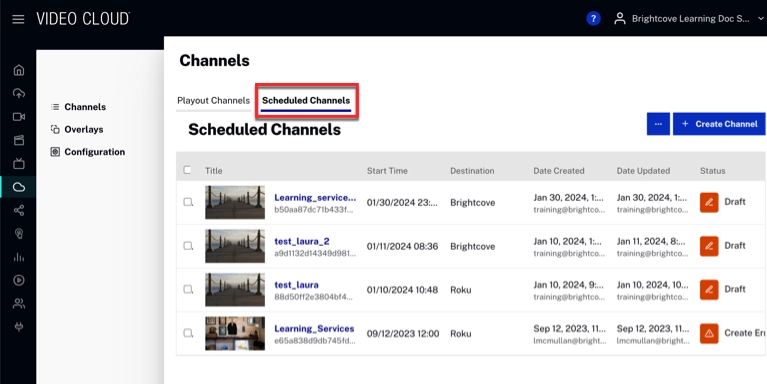 VIDEO CLOUD
? Brightcove Learning Doc S...
Channels
Overlays
Configuration
Channels
Playout Channels Scheduled Channels
Scheduled Channels
... + Create Channel
Title Start Time Destination Date Created Date Updated Status
Learning_service... 01/30/2024 23:... Brightcove Jan 30, 2024, 1:... Jan 30, 2024, 1:... Draft
b50aa87dc71b433f... training@brightco... training@brightco...
test_laura_2 01/11/2024 08:36 Brightcove Jan 10, 2024, 1:... Jan 11, 2024, 8:... Draft
a9d1132d14349d981... training@brightco... training@brightco...
test_laura 01/10/2024 10:48 Roku Jan 10, 2024, 9:... Jan 10, 2024, 10... Draft
88d50ff2e3804bf4... training@brightco... training@brightco...
Learning_Services 09/12/2023 12:00 Roku Sep 12, 2023, 11... Sep 12, 2023, 11... Create Er
e65a838d9db745fd... lmcmullan@bright... lmcmullan@bright...